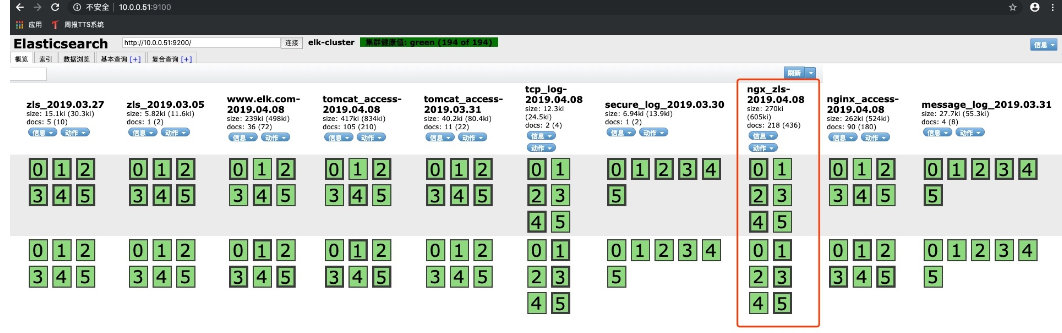 不安全 | 10.0.0.51:9100
应用 周报TTS系统
Elasticsearch http://10.0.0.51:9200/ 连接 elk-cluster 集群健康值: green (194 of 194) 信息
概览 索引 数据浏览 基本查询 [+] 复合查询 [+]
刷新
zls_2019.03.27
size: 15.1ki (30.3ki)
docs: 5 (10)
信息 动作
zls_2019.03.05
size: 5.82ki (11.6ki)
docs: 1 (2)
信息 动作
www.elk.com-
2019.04.08
size: 239ki (498ki)
docs: 36 (72)
信息 动作
tomcat_access-
2019.04.08
size: 417ki (834ki)
docs: 105 (210)
信息 动作
tomcat_access-
2019.03.31
size: 40.2ki (80.4ki)
docs: 11 (22)
信息 动作
tcp_log-
2019.04.08
size: 12.3ki
(24.5ki)
docs: 2 (4)
信息
动作
secure_log_2019.03.30
size: 6.94ki (13.9ki)
docs: 1 (2)
信息 动作
ngx_zls-
2019.04.08
size: 270ki
(605ki)
docs: 218 (436)
信息
动作
nginx_access-
2019.04.08
size: 262ki (524ki)
docs: 90 (180)
信息 动作
message_log_2019.03.31
size: 27.7ki (55.3ki)
docs: 4 (8)
信息 动作
0 1 2 0 1 2 0 1 2 0 1 2 0 1 2 0 1 0 1 2 3 4 0 1 0 1 2 0 1 2 3 4
3 4 5 3 4 5 3 4 5 3 4 5 3 4 5 2 3 5 2 3 3 4 5 5
4 5 4 5
0 1 2 0 1 2 0 1 2 0 1 2 0 1 2 0 1 0 1 2 3 4 0 1 0 1 2 0 1 2 3 4
3 4 5 3 4 5 3 4 5 3 4 5 3 4 5 2 3 5 2 3 3 4 5 5
4 5 4 5